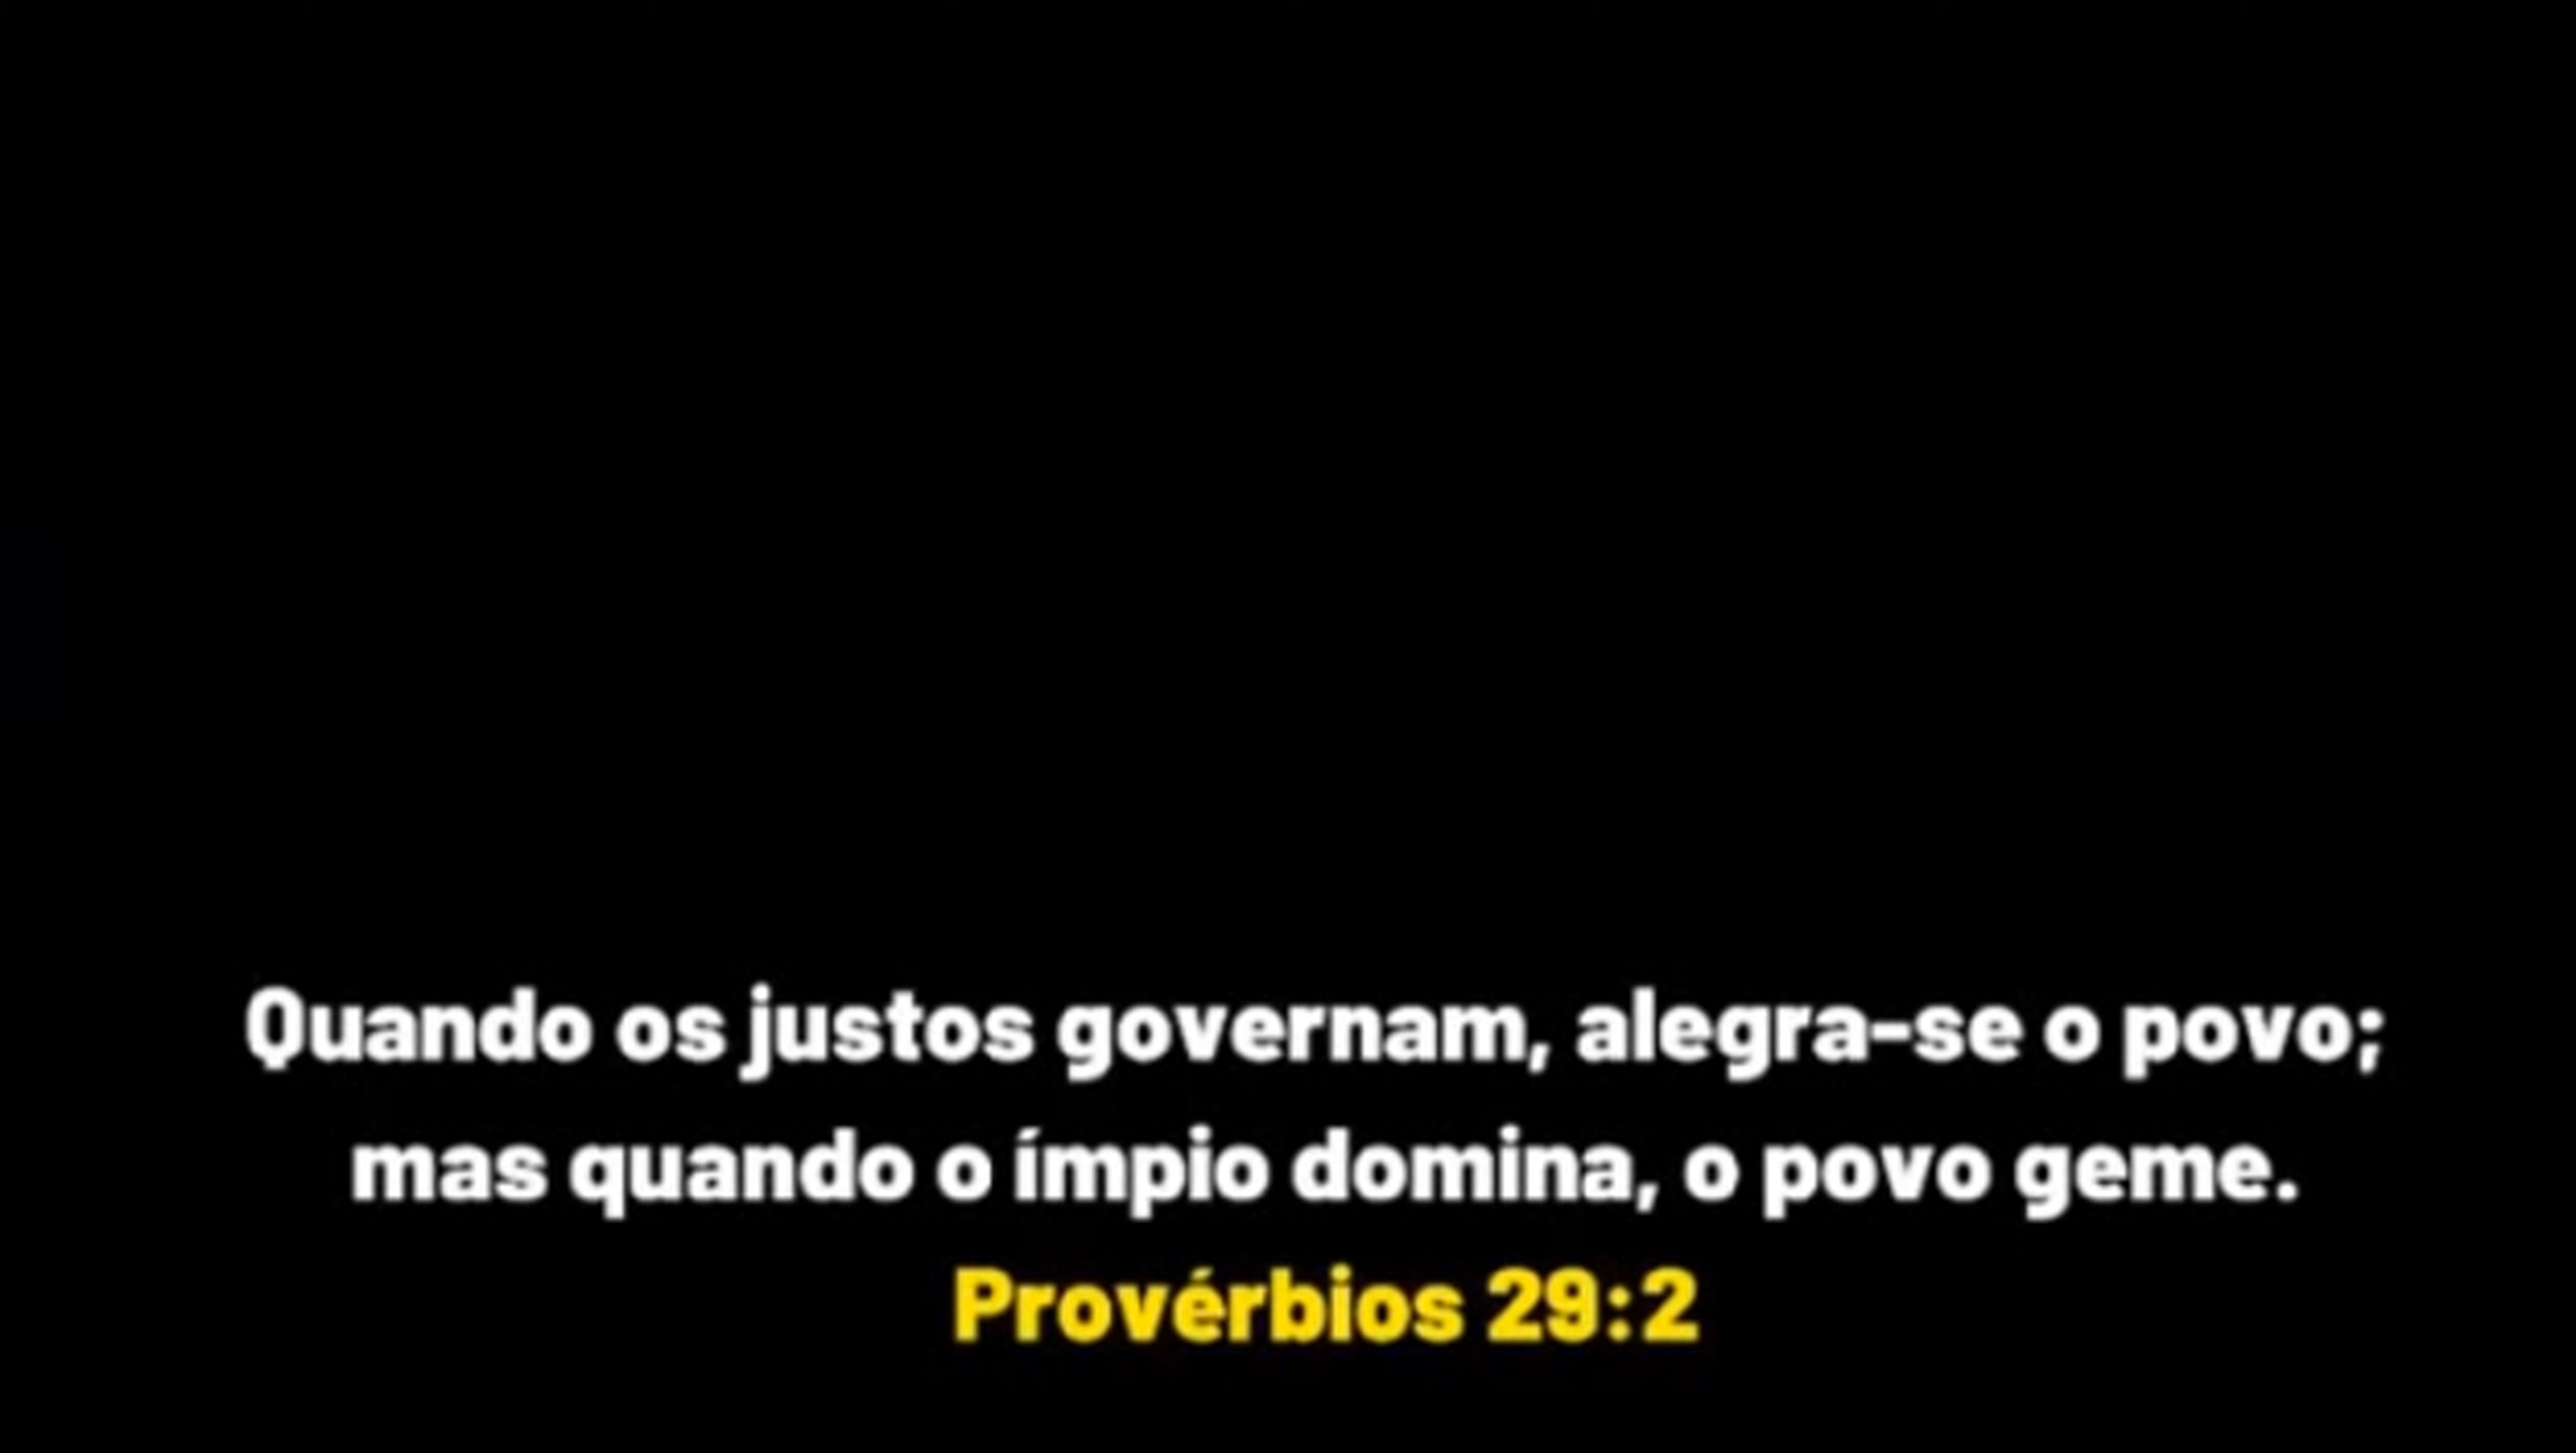 Quando os justos governam, alegra-se o povo;
mas quando o ímpio domina, o povo geme.
Provérbios 29:2